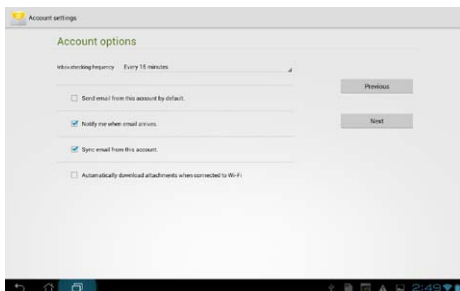 Account settings
Account options
Inbox checking frequency Every 15 minutes
Previous
Send email from this account by default.
Notify me when email arrives.
Next
Sync email from this account.
Automatically download attachments when connected to Wi-Fi
2:49